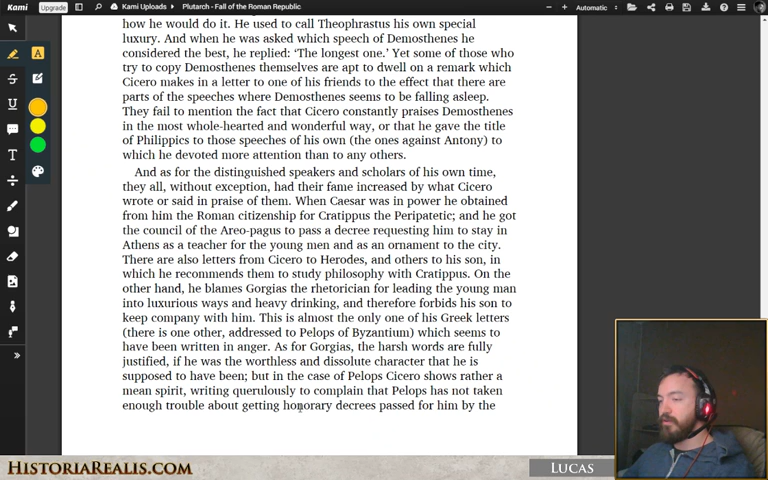 Kami
Upgrade
Kami Uploads > Plutarch - Fall of the Roman Republic
Automatic
how he would do it. He used to call Theophrastus his own special
luxury. And when he was asked which speech of Demosthenes he
considered the best, he replied: ‘The longest one.’ Yet some of those who
try to copy Demosthenes themselves are apt to dwell on a remark which
Cicero makes in a letter to one of his friends to the effect that there are
parts of the speeches where Demosthenes seems to be falling asleep.
They fail to mention the fact that Cicero constantly praises Demosthenes
in the most whole-hearted and wonderful way, or that he gave the title
of Philippics to those speeches of his own (the ones against Antony) to
which he devoted more attention than to any others.
And as for the distinguished speakers and scholars of his own time,
they all, without exception, had their fame increased by what Cicero
wrote or said in praise of them. When Caesar was in power he obtained
from him the Roman citizenship for Cratippus the Peripatetic; and he got
the council of the Areo-pagus to pass a decree requesting him to stay in
Athens as a teacher for the young men and as an ornament to the city.
There are also letters from Cicero to Herodes, and others to his son, in
which he recommends them to study philosophy with Cratippus. On the
other hand, he blames Gorgias the rhetorician for leading the young man
into luxurious ways and heavy drinking, and therefore forbids his son to
keep company with him. This is almost the only one of his Greek letters
(there is one other, addressed to Pelops of Byzantium) which seems to
have been written in anger. As for Gorgias, the harsh words are fully
justified, if he was the worthless and dissolute character that he is
supposed to have been; but in the case of Pelops Cicero shows rather a
mean spirit, writing querulously to complain that Pelops has not taken
enough trouble about getting honorary decrees passed for him by the
HISTORIAREALIS.COM
LUCAS